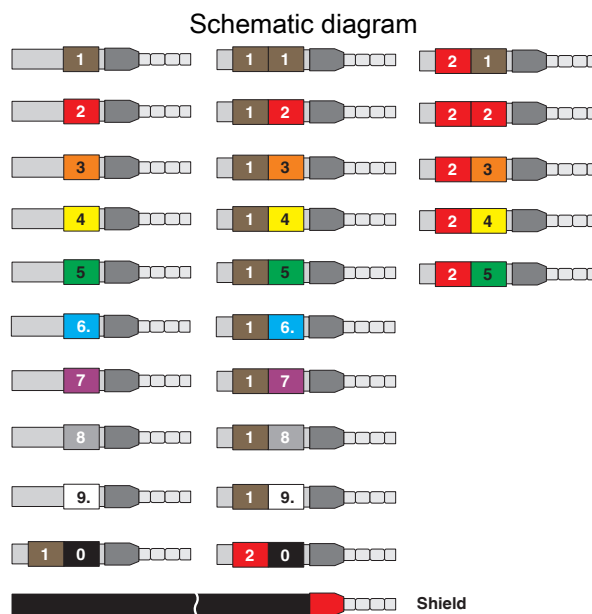 Schematic diagram
1 1 1 2 1
2 1 2 2 2
3 1 3 2 3
4 1 4 2 4
5 1 5 2 5
6. 1 6.
7 1 7
8 1 8
9. 1 9.
1 0 2 0
Shield